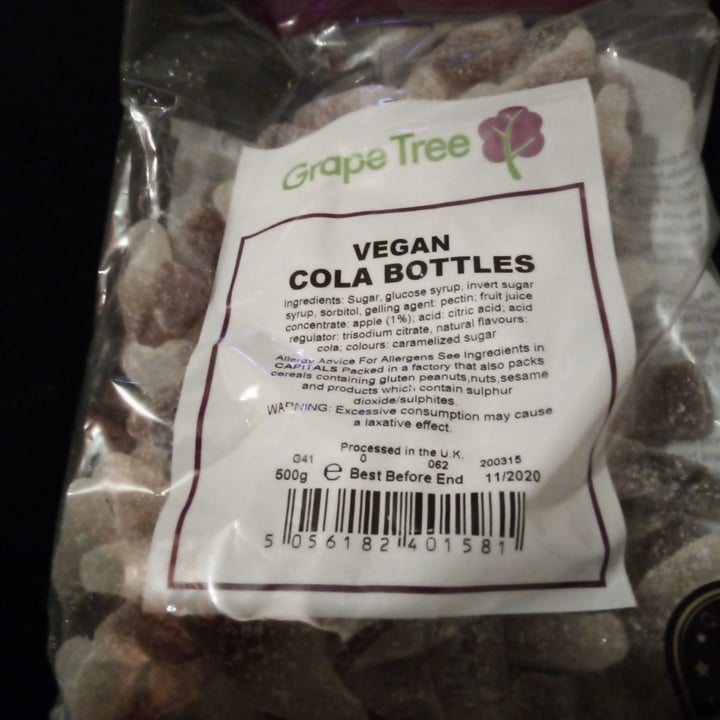 Grape Tree
VEGAN
COLA BOTTLES
Ingredients: Sugar, glucose syrup, invert sugar
syrup, sorbitol, gelling agent: pectin; fruit juice
concentrate: apple (1%); acid: citric acid; acid
regulator: trisodium citrate, natural flavours:
cola; colours: caramelized sugar
Allergy Advice For Allergens See Ingredients in
CAPITALS Packed in a factory that also packs
cereals containing gluten peanuts,nuts,sesame
and products which contain sulphur
dioxide/sulphites.
WARNING: Excessive consumption may cause
a laxative effect.
Processed in the U.K.
G41 0 062 200315
500g e Best Before End 11/2020
5 056182 401581